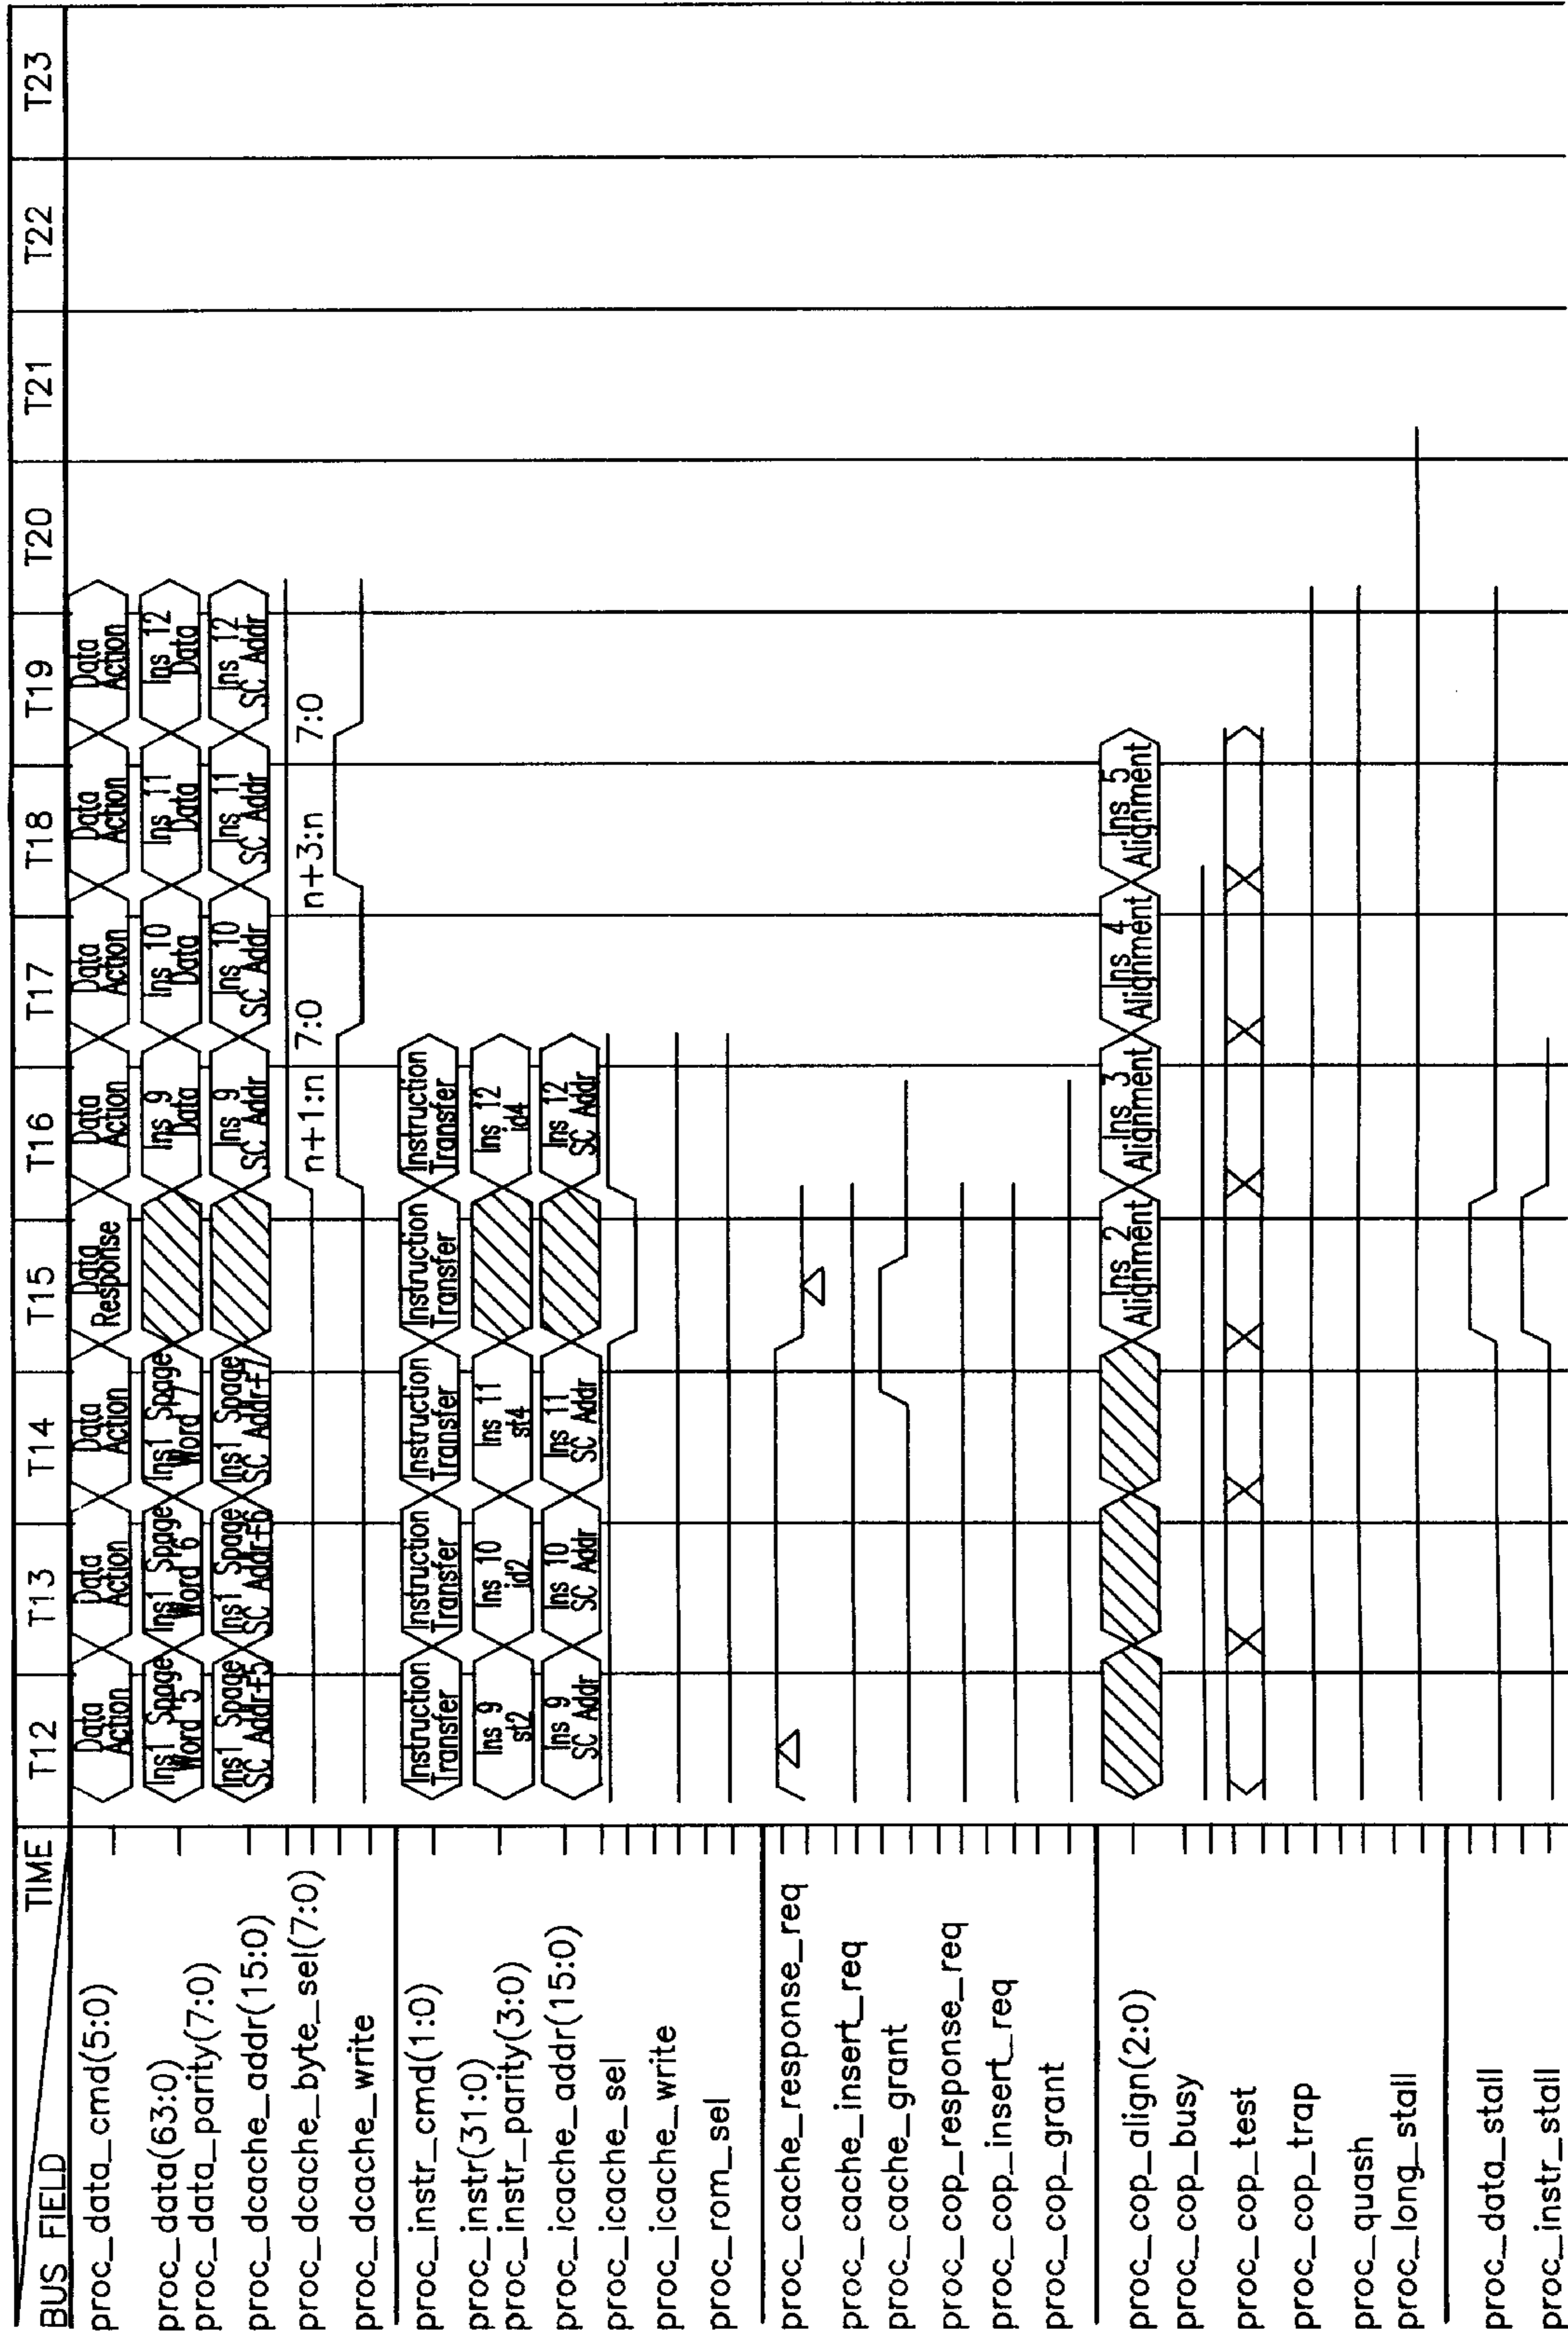 BUS FIELD TIME T12 T13 T14 T15 T16 T17 T18 T19 T20 T21 T22 T23
proc_data_cmd(5:0)
Data Data Data Data Data Data Data Data
Action Action Action Response Action Action Action Action
proc_data(63:0)
Ins1 Spage Ins1 Spage Ins1 Spage Ins 9 Ins 10 Ins 11 Ins 12
Word 5 Word 6 Word 7 Data Data Data Data
proc_data_parity(7:0)
proc_dcache_addr(15:0)
Ins1 Spage Ins1 Spage Ins1 Spage Ins 9 Ins 10 Ins 11 Ins 12
SC Addr+5 SC Addr+6 SC Addr+7 SC Addr SC Addr SC Addr SC Addr
proc_dcache_byte_sel(7:0) n+1:n 7:0 n+3:n 7:0
proc_dcache_write
proc_instr_cmd(1:0)
Instruction Instruction Instruction Instruction Instruction
Transfer Transfer Transfer Transfer Transfer
proc_instr(31:0)
Ins 9 Ins 10 Ins 11 Ins 12
st2 id2 st4 id4
proc_instr_parity(3:0)
proc_icache_addr(15:0)
Ins 9 Ins 10 Ins 11 Ins 12
SC Addr SC Addr SC Addr SC Addr
proc_icache_sel
proc_icache_write
proc_rom_sel
proc_cache_response_req
proc_cache_insert_req
proc_cache_grant
proc_cop_response_req
proc_cop_insert_req
proc_cop_grant
proc_cop_align(2:0)
Ins 2 Ins 3 Ins 4 Ins 5
Alignment Alignment Alignment Alignment
proc_cop_busy
proc_cop_test
proc_cop_trap
proc_quash
proc_long_stall
proc_data_stall
proc_instr_stall